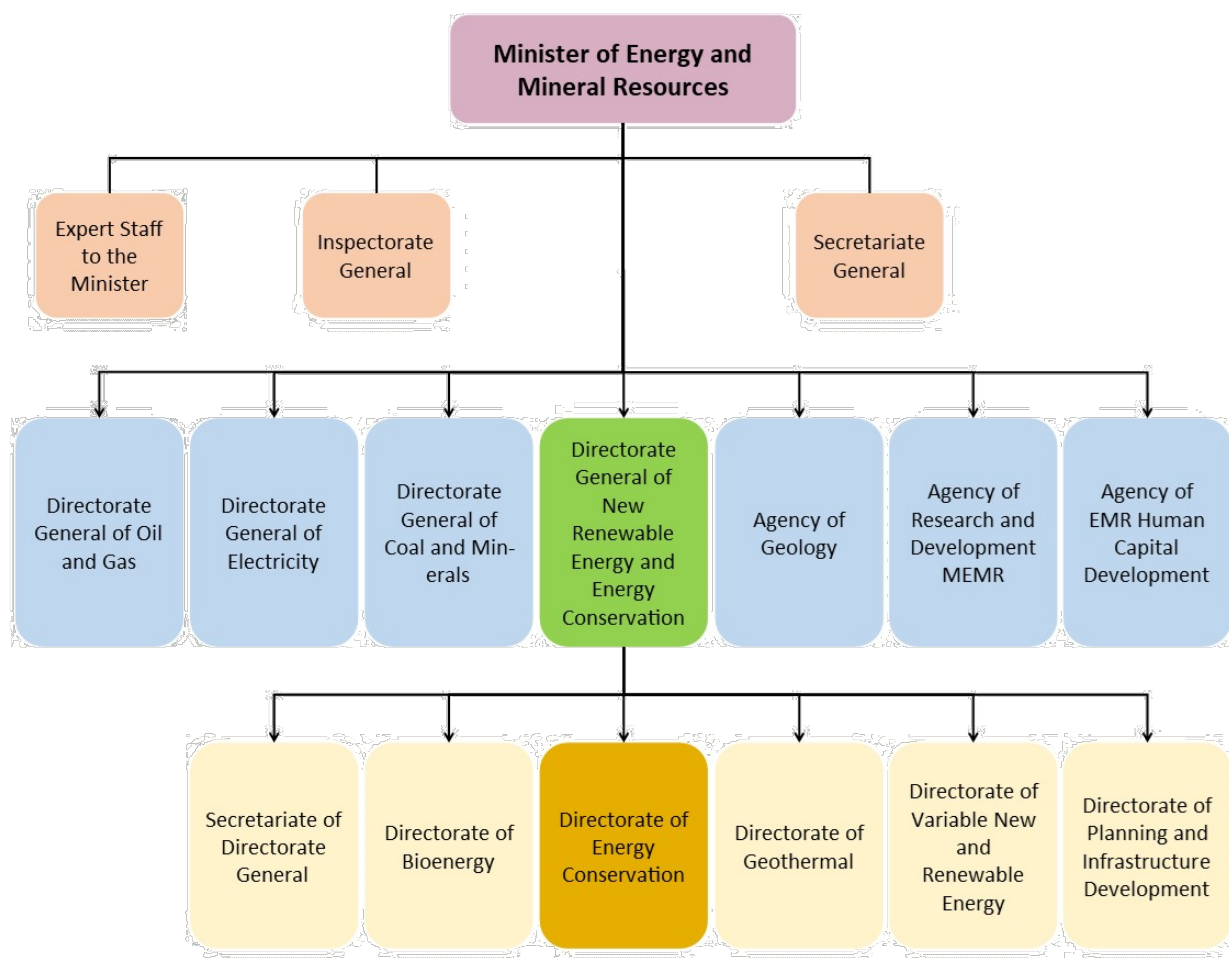 Minister of Energy and
Mineral Resources
Expert Staff
to the
Minister
Inspectorate
General
Secretariate
General
Directorate
General of Oil
and Gas
Directorate
General of
Electricity
Directorate
General of
Coal and Min-
erals
Directorate
General of
New
Renewable
Energy and
Energy
Conservation
Agency of
Geology
Agency of
Research and
Development
MEMR
Agency of
EMR Human
Capital
Development
Secretariate of
Directorate
General
Directorate of
Bioenergy
Directorate of
Energy
Conservation
Directorate of
Geothermal
Directorate of
Variable New
and
Renewable
Energy
Directorate of
Planning and
Infrastructure
Development